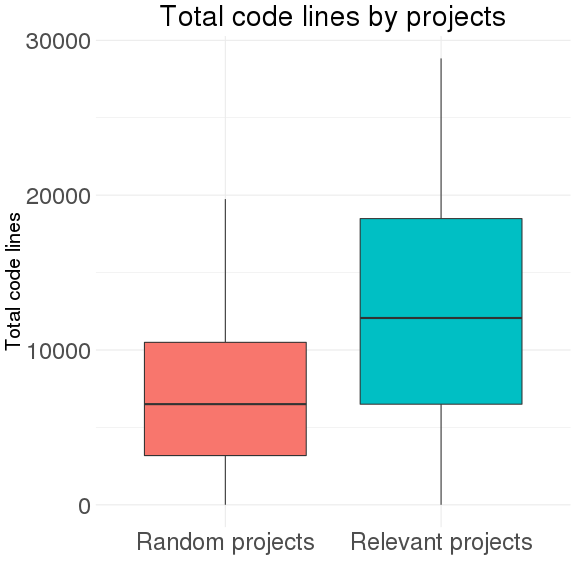 Total code lines by projects
Total code lines
30000
20000
10000
0
Random projects
Relevant projects